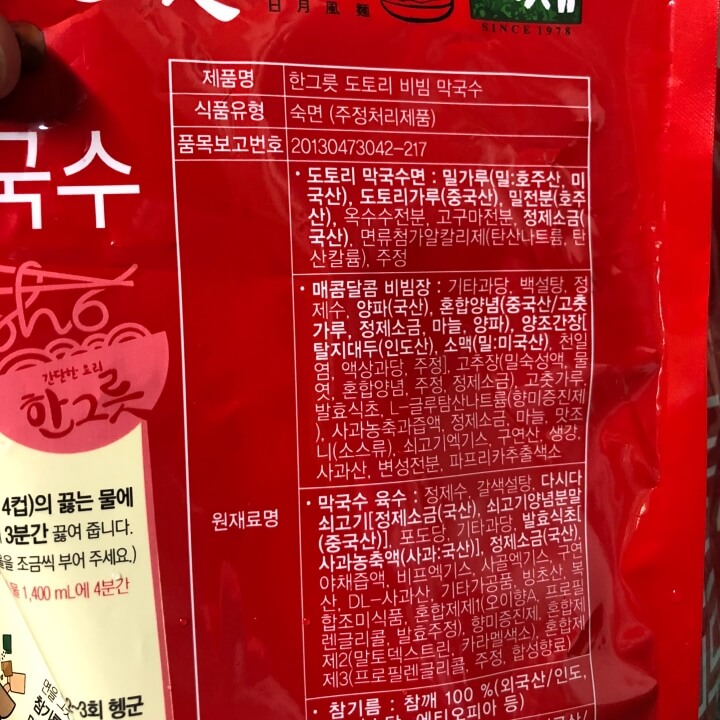 日月風麵
SINCE 1978
제품명 한그릇 도토리 비빔 막국수
식품유형 숙면 (주정처리제품)
품목보고번호 20130473042-217
국수
간단한 요리
한그릇
4컵)의 끓는 물에
3분간 끓여 줍니다.
물을 조금씩 부어 주세요.)
물 1,400 mL에 4분간
~3회 헹군
원재료명
· 도토리 막국수면 : 밀가루(밀:호주산, 미
국산), 도토리가루(중국산), 밀전분(호주
산), 옥수수전분, 고구마전분, 정제소금(
국산), 면류첨가알칼리제(탄산나트륨, 탄
산칼륨), 주정
· 매콤달콤 비빔장 : 기타과당, 백설탕, 정
제수, 양파(국산), 혼합양념(중국산/고춧
가루, 정제소금, 마늘, 양파), 양조간장[
탈지대두(인도산), 소맥(밀:미국산), 천일
염, 액상과당, 주정], 고추장(밀숙성액, 물
엿, 혼합양념, 주정, 정제소금), 고춧가루,
발효식초, L-글루탐산나트륨(향미증진제
), 사과농축과즙액, 정제소금, 마늘, 맛조
니(소스류), 쇠고기엑기스, 구연산, 생강,
사과산, 변성전분, 파프리카추출색소
· 막국수 육수 : 정제수, 갈색설탕, 다시다
쇠고기[정제소금(국산), 쇠고기양념분말
(중국산)], 포도당, 기타과당, 발효식초[
사과농축액(사과:국산)], 정제소금(국산),
야채즙액, 비프엑기스, 사골엑기스, 구연
산, DL-사과산, 기타가공품, 빙초산, 복
합조미식품, 혼합제제1(오이향A, 프로필
렌글리콜, 발효주정), 향미증진제, 혼합제
제2(말토덱스트린, 카라멜색소), 혼합제
제3(프로필렌글리콜, 주정, 합성향료)
· 참기름 : 참깨 100 %(외국산/인도,
에티오피아 등)